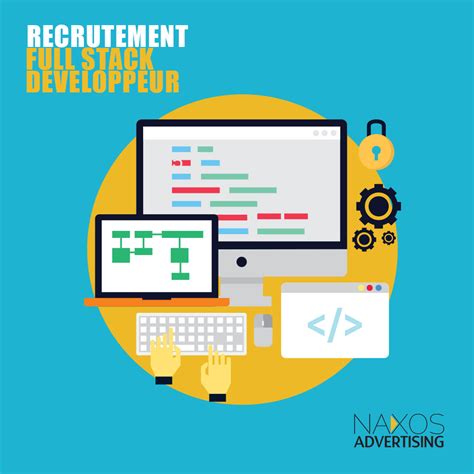 RECRUTEMENT
FULL STACK
DEVELOPPEUR
</>
NAXOS
ADVERTISING